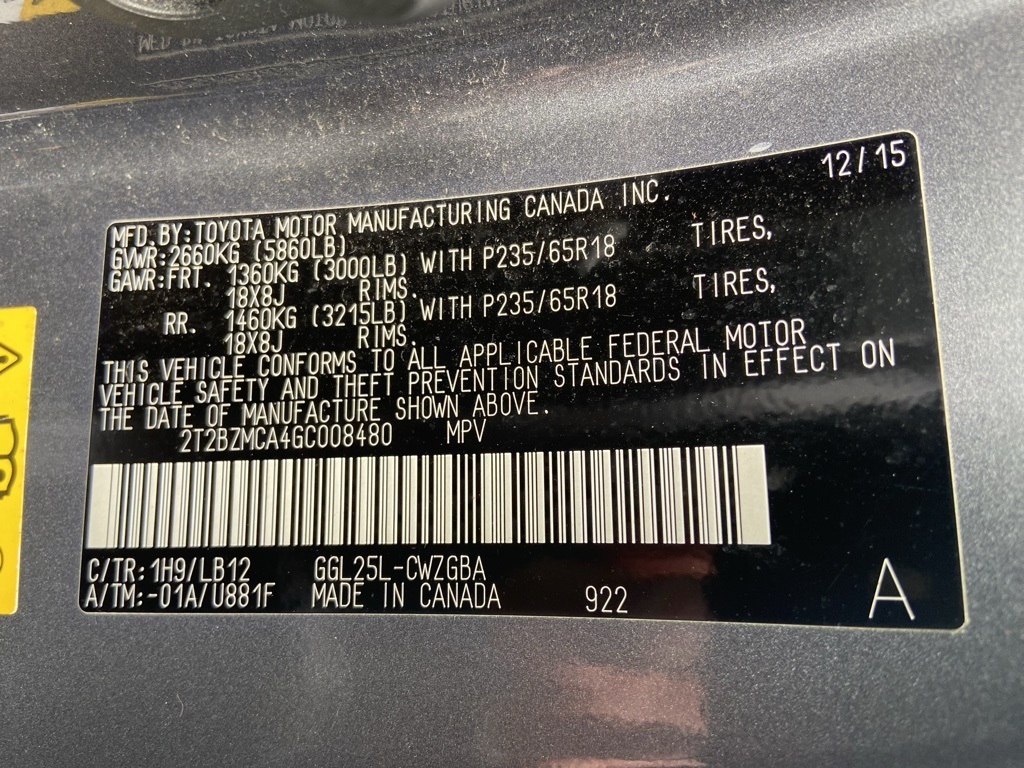 12/15
MFD.BY:TOYOTA MOTOR MANUFACTURING CANADA INC.
GVWR:2660KG (5860LB)
GAWR:FRT. 1360KG (3000LB) WITH P235/65R18 TIRES,
18X8J RIMS.
RR. 1460KG (3215LB) WITH P235/65R18 TIRES,
18X8J RIMS.
THIS VEHICLE CONFORMS TO ALL APPLICABLE FEDERAL MOTOR
VEHICLE SAFETY AND THEFT PREVENTION STANDARDS IN EFFECT ON
THE DATE OF MANUFACTURE SHOWN ABOVE.
2T2BZMCA4GC008480 MPV
C/TR:1H9/LB12 GGL25L-CWZGBA
A/TM:-01A/U881F MADE IN CANADA 922 A